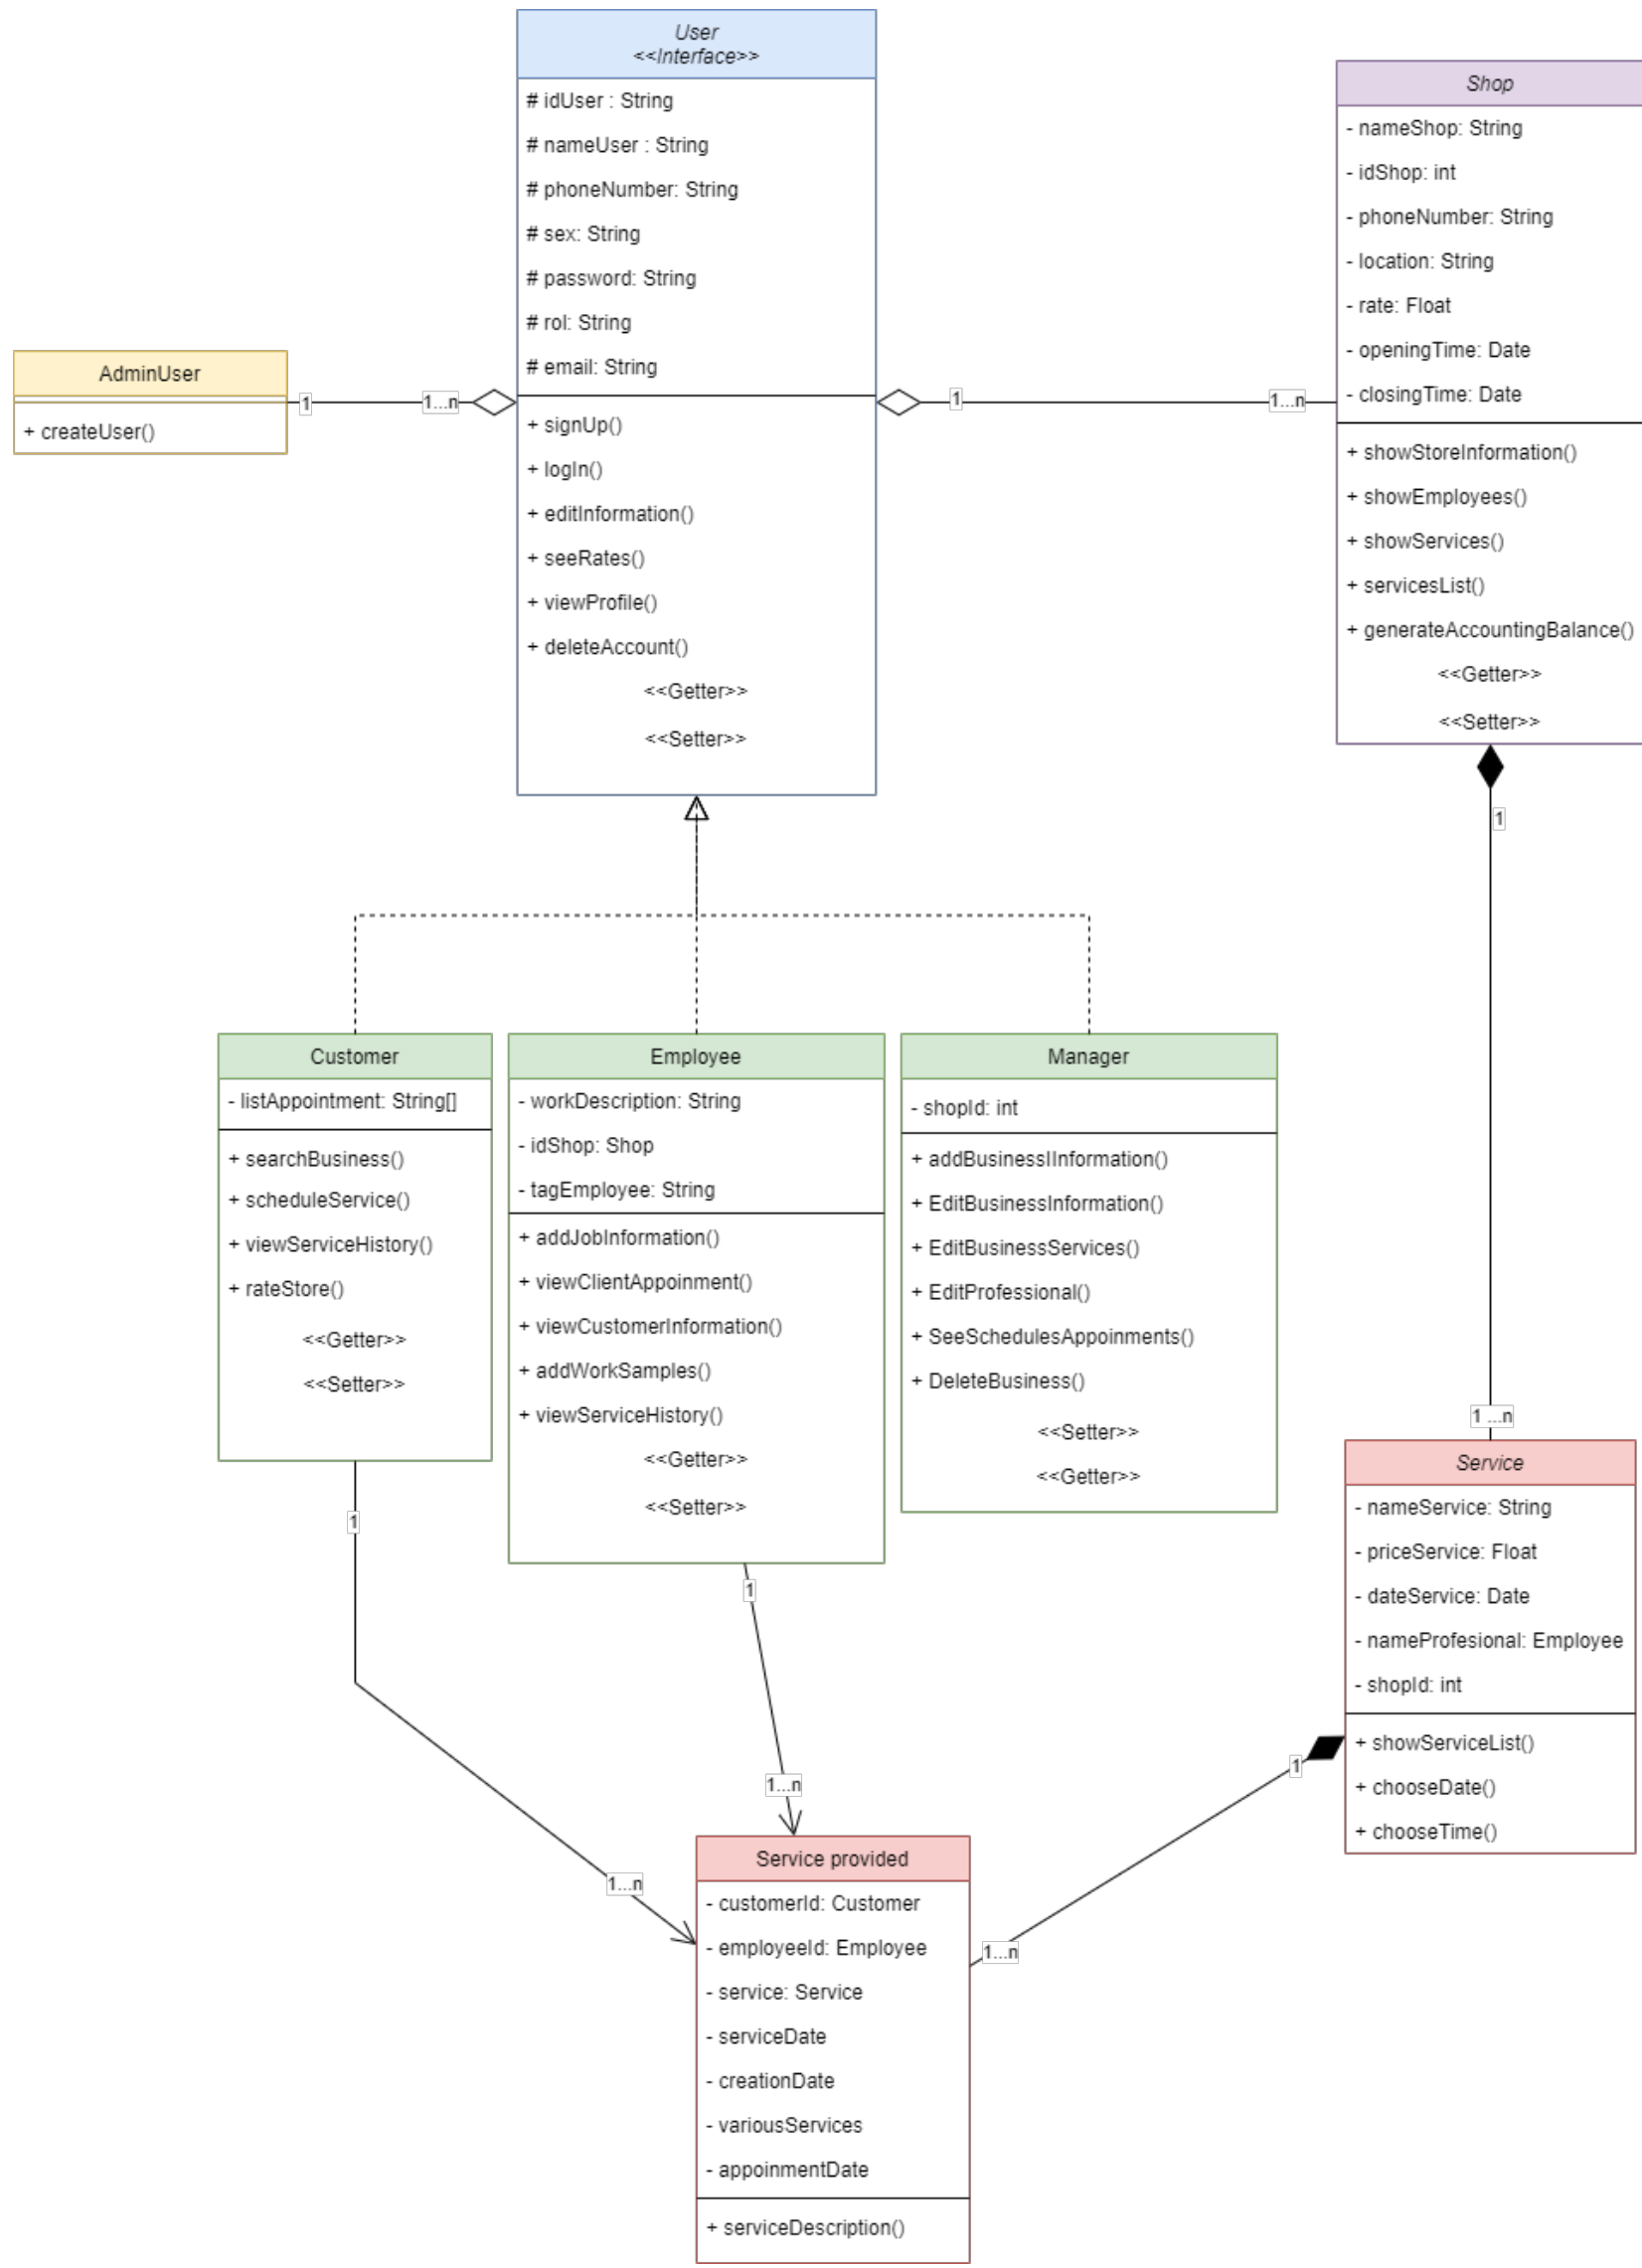 User
<<Interface>>
# idUser : String
# nameUser : String
# phoneNumber: String
# sex: String
# password: String
# rol: String
# email: String
+ signUp()
+ logIn()
+ editInformation()
+ seeRates()
+ viewProfile()
+ deleteAccount()
<<Getter>>
<<Setter>>
Shop
- nameShop: String
- idShop: int
- phoneNumber: String
- location: String
- rate: Float
- openingTime: Date
- closingTime: Date
+ showStoreInformation()
+ showEmployees()
+ showServices()
+ servicesList()
+ generateAccountingBalance()
<<Getter>>
<<Setter>>
AdminUser
+ createUser()
1
1...n
1
1...n
1
1 ...n
Customer
- listAppointment: String[]
+ searchBusiness()
+ scheduleService()
+ viewServiceHistory()
+ rateStore()
<<Getter>>
<<Setter>>
Employee
- workDescription: String
- idShop: Shop
- tagEmployee: String
+ addJobInformation()
+ viewClientAppoinment()
+ viewCustomerInformation()
+ addWorkSamples()
+ viewServiceHistory()
<<Getter>>
<<Setter>>
Manager
- shopId: int
+ addBusinessIInformation()
+ EditBusinessInformation()
+ EditBusinessServices()
+ EditProfessional()
+ SeeSchedulesAppoinments()
+ DeleteBusiness()
<<Setter>>
<<Getter>>
Service
- nameService: String
- priceService: Float
- dateService: Date
- nameProfesional: Employee
- shopId: int
+ showServiceList()
+ chooseDate()
+ chooseTime()
1
1
1
1...n
1...n
1...n
Service provided
- customerId: Customer
- employeeId: Employee
- service: Service
- serviceDate
- creationDate
- variousServices
- appoinmentDate
+ serviceDescription()